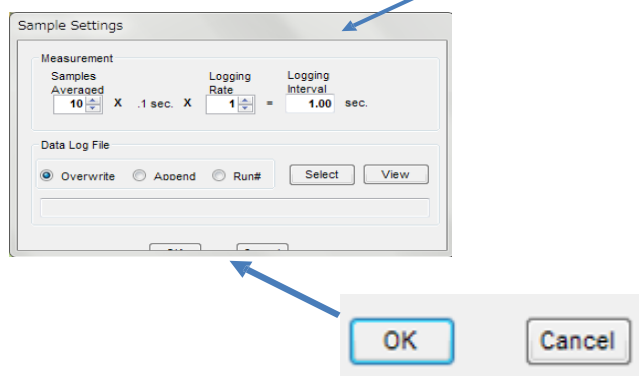 Sample Settings
Measurement
Samples Averaged
Logging Rate
Logging Interval
10 X .1 sec. X 1 = 1.00 sec.
Data Log File
Overwrite Append Run# Select View
OK Cancel